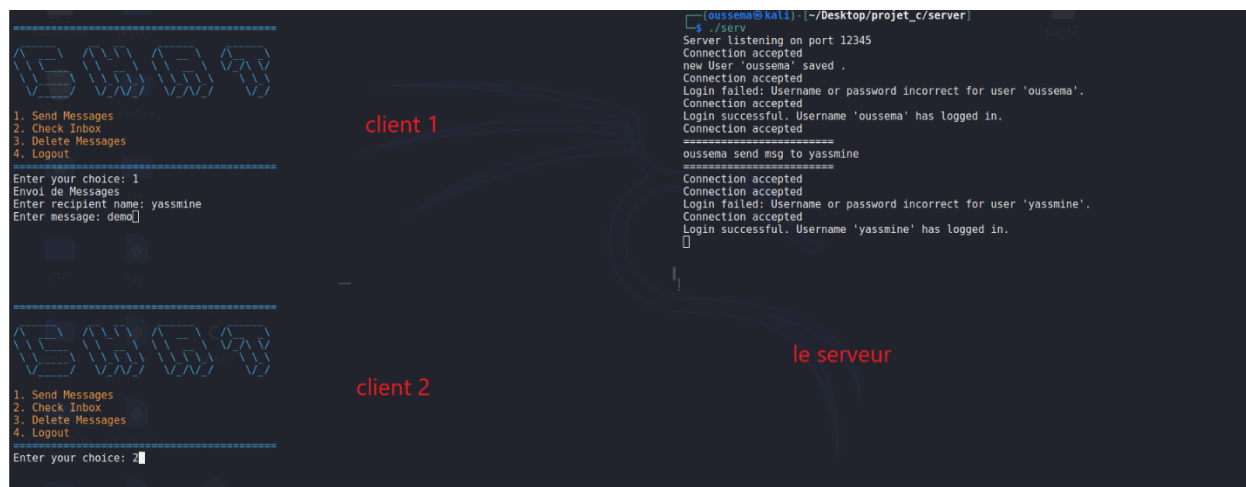 =========================================
1. Send Messages
2. Check Inbox
3. Delete Messages
4. Logout
=========================================
Enter your choice: 1
Envoi de Messages
Enter recipient name: yassmine
Enter message: demo
client 1
=========================================
1. Send Messages
2. Check Inbox
3. Delete Messages
4. Logout
=========================================
Enter your choice: 2
client 2
(oussema㉿kali)-[~/Desktop/projet_c/server]
$ ./serv
Server listening on port 12345
Connection accepted
new User 'oussema' saved .
Connection accepted
Login failed: Username or password incorrect for user 'oussema'.
Connection accepted
Login successful. Username 'oussema' has logged in.
Connection accepted
========================
oussema send msg to yassmine
========================
Connection accepted
Connection accepted
Login failed: Username or password incorrect for user 'yassmine'.
Connection accepted
Login successful. Username 'yassmine' has logged in.
le serveur